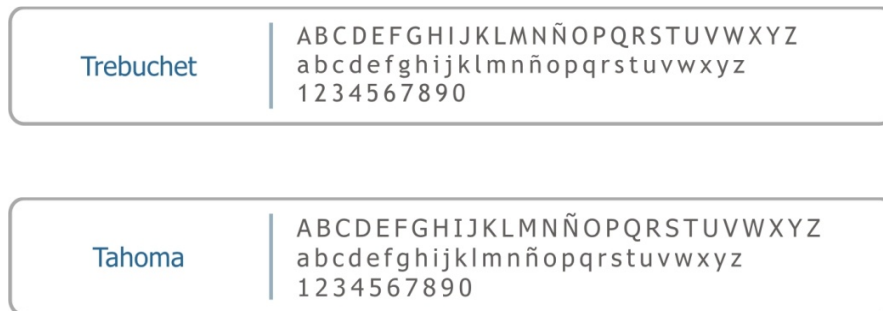 Trebuchet
ABCDEFGHIJKLMNÑOPQRSTUVWXYZ
abcdefghijklmnñopqrstuvwxyz
1234567890
Tahoma
ABCDEFGHIJKLMNÑOPQRSTUVWXYZ
abcdefghijklmnñopqrstuvwxyz
1234567890